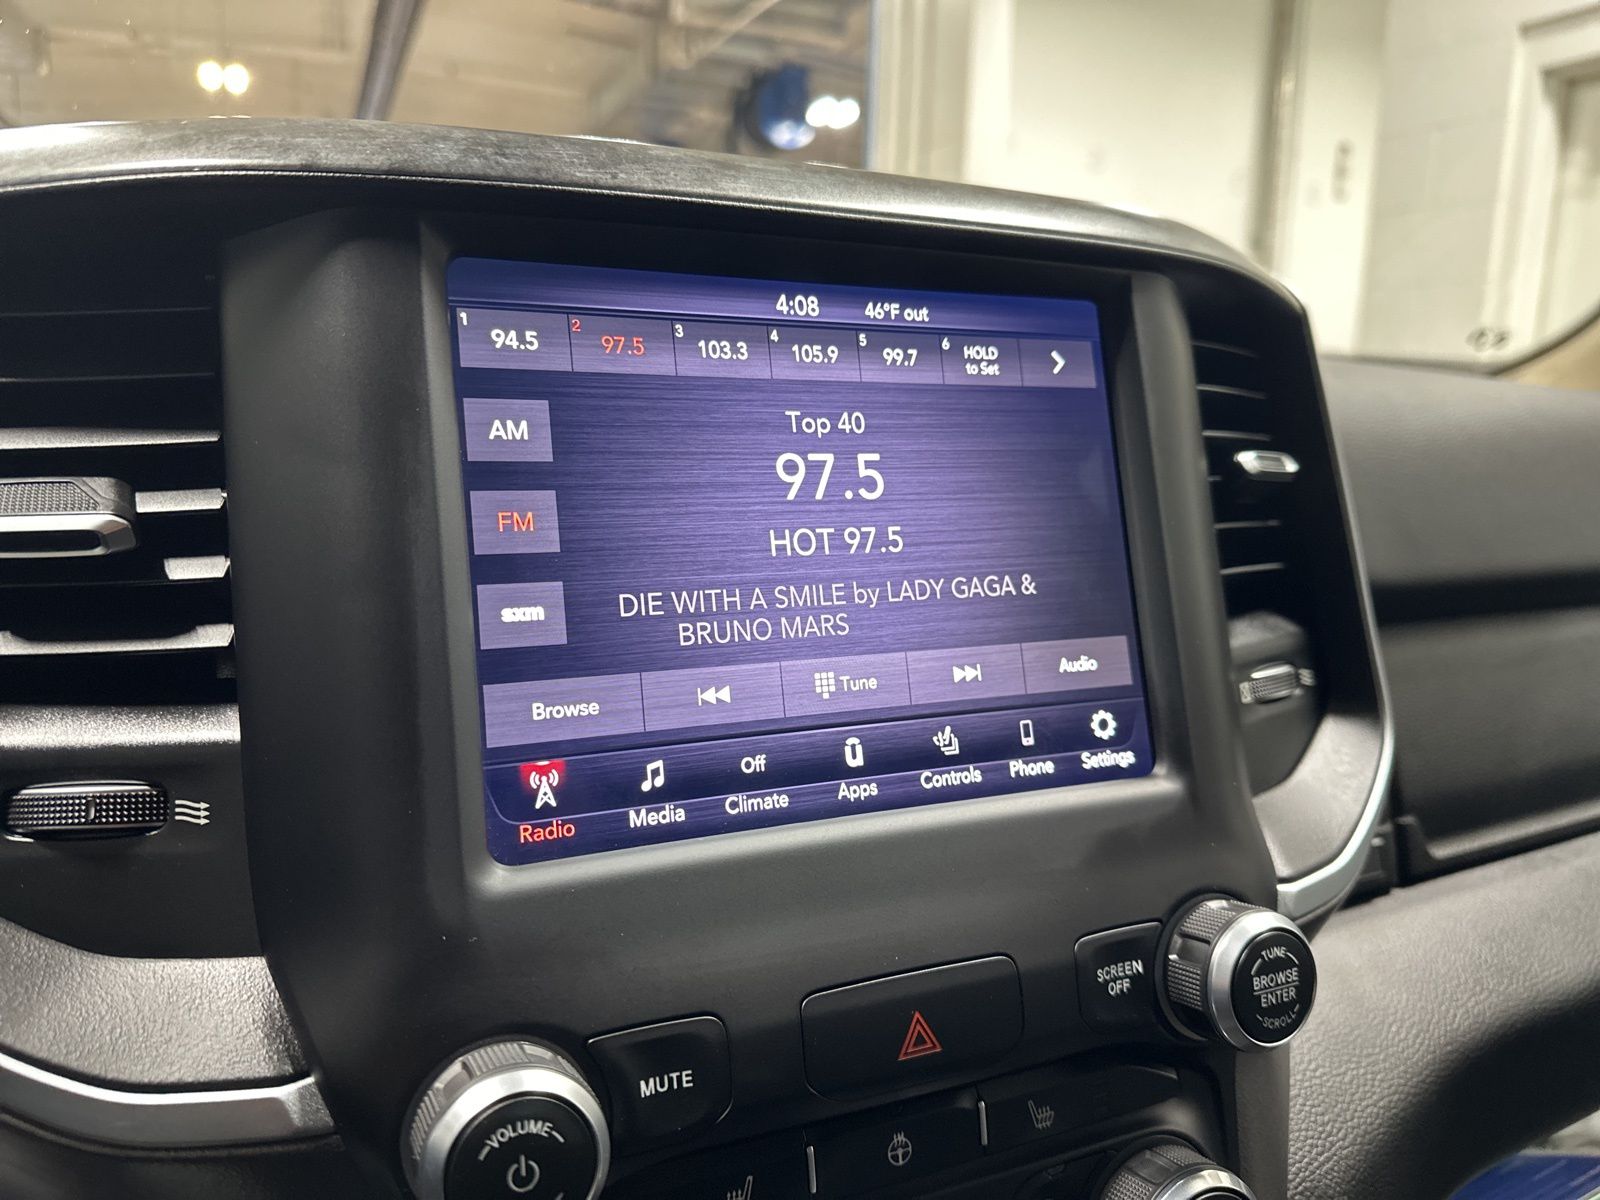 4:08 46°F out
1 94.5 2 97.5 3 103.3 4 105.9 5 99.7 6 HOLD
to Set
AM
Top 40
97.5
FM
HOT 97.5
sxm
DIE WITH A SMILE by LADY GAGA &
BRUNO MARS
Browse Tune Audio
Radio Media Off
Climate Apps Controls Phone Settings
SCREEN
OFF
TUNE
BROWSE
ENTER
SCROLL
MUTE
VOLUME